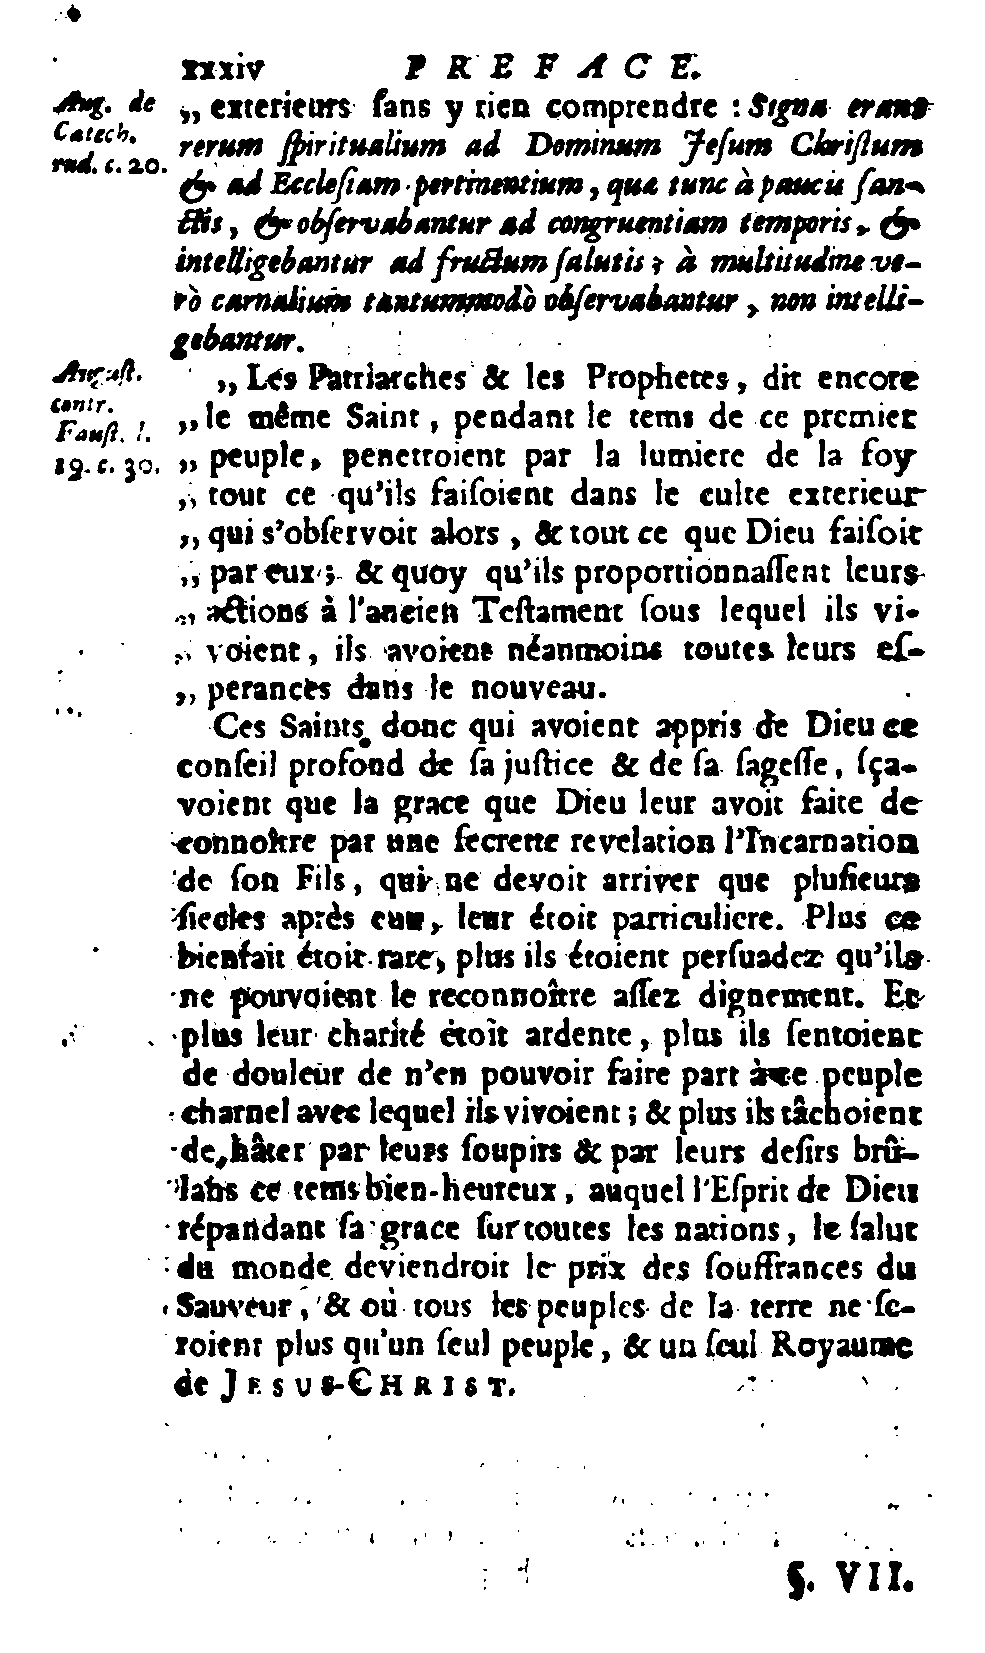 xxxiv PREFACE.
Aug. de
Catech.
rud. c. 20.
„ exterieurs ſans y rien comprendre : Signa erant
rerum ſpiritualium ad Dominum Jeſum Chriſtum
& ad Eccleſiam pertinentium, quæ tunc à paucis ſan-
ctis, & obſervabantur ad congruentiam temporis, &
intelligebantur ad fructum ſalutis ; à multitudine ve-
rò carnalium tantummodò obſervabantur, non intelli-
gebantur.
Auguſt.
contr.
Fauſt. l.
19. c. 30.
„ Les Patriarches & les Prophetes, dit encore
„ le même Saint, pendant le tems de ce premier
„ peuple, penetroient par la lumiere de la foy
„ tout ce qu'ils faiſoient dans le culte exterieur
„ qui s'obſervoit alors, & tout ce que Dieu faiſoit
„ par eux ; & quoy qu'ils proportionnaſſent leurs
„ actions à l'ancien Teſtament ſous lequel ils vi-
„ voient, ils avoient néanmoins toutes leurs eſ-
„ perances dans le nouveau.
Ces Saints donc qui avoient appris de Dieu ce
conſeil profond de ſa juſtice & de ſa ſageſſe, ſça-
voient que la grace que Dieu leur avoit faite de
connoître par une ſecrette revelation l'Incarnation
de ſon Fils, qui ne devoit arriver que pluſieurs
ſiecles après eux, leur étoit particuliere. Plus ce
bienfait étoit rare, plus ils étoient perſuadez qu'ils
ne pouvoient le reconnoître aſſez dignement. Et
plus leur charité étoit ardente, plus ils ſentoient
de douleur de n'en pouvoir faire part à ce peuple
charnel avec lequel ils vivoient ; & plus ils tâchoient
de hâter par leurs ſoupirs & par leurs deſirs brû-
lans ce tems bien-heureux, auquel l'Eſprit de Dieu
répandant ſa grace ſur toutes les nations, le ſalut
du monde deviendroit le prix des ſouffrances du
Sauveur, & où tous les peuples de la terre ne ſe-
roient plus qu'un ſeul peuple, & un ſeul Royaume
de JESUS-CHRIST.
§. VII.